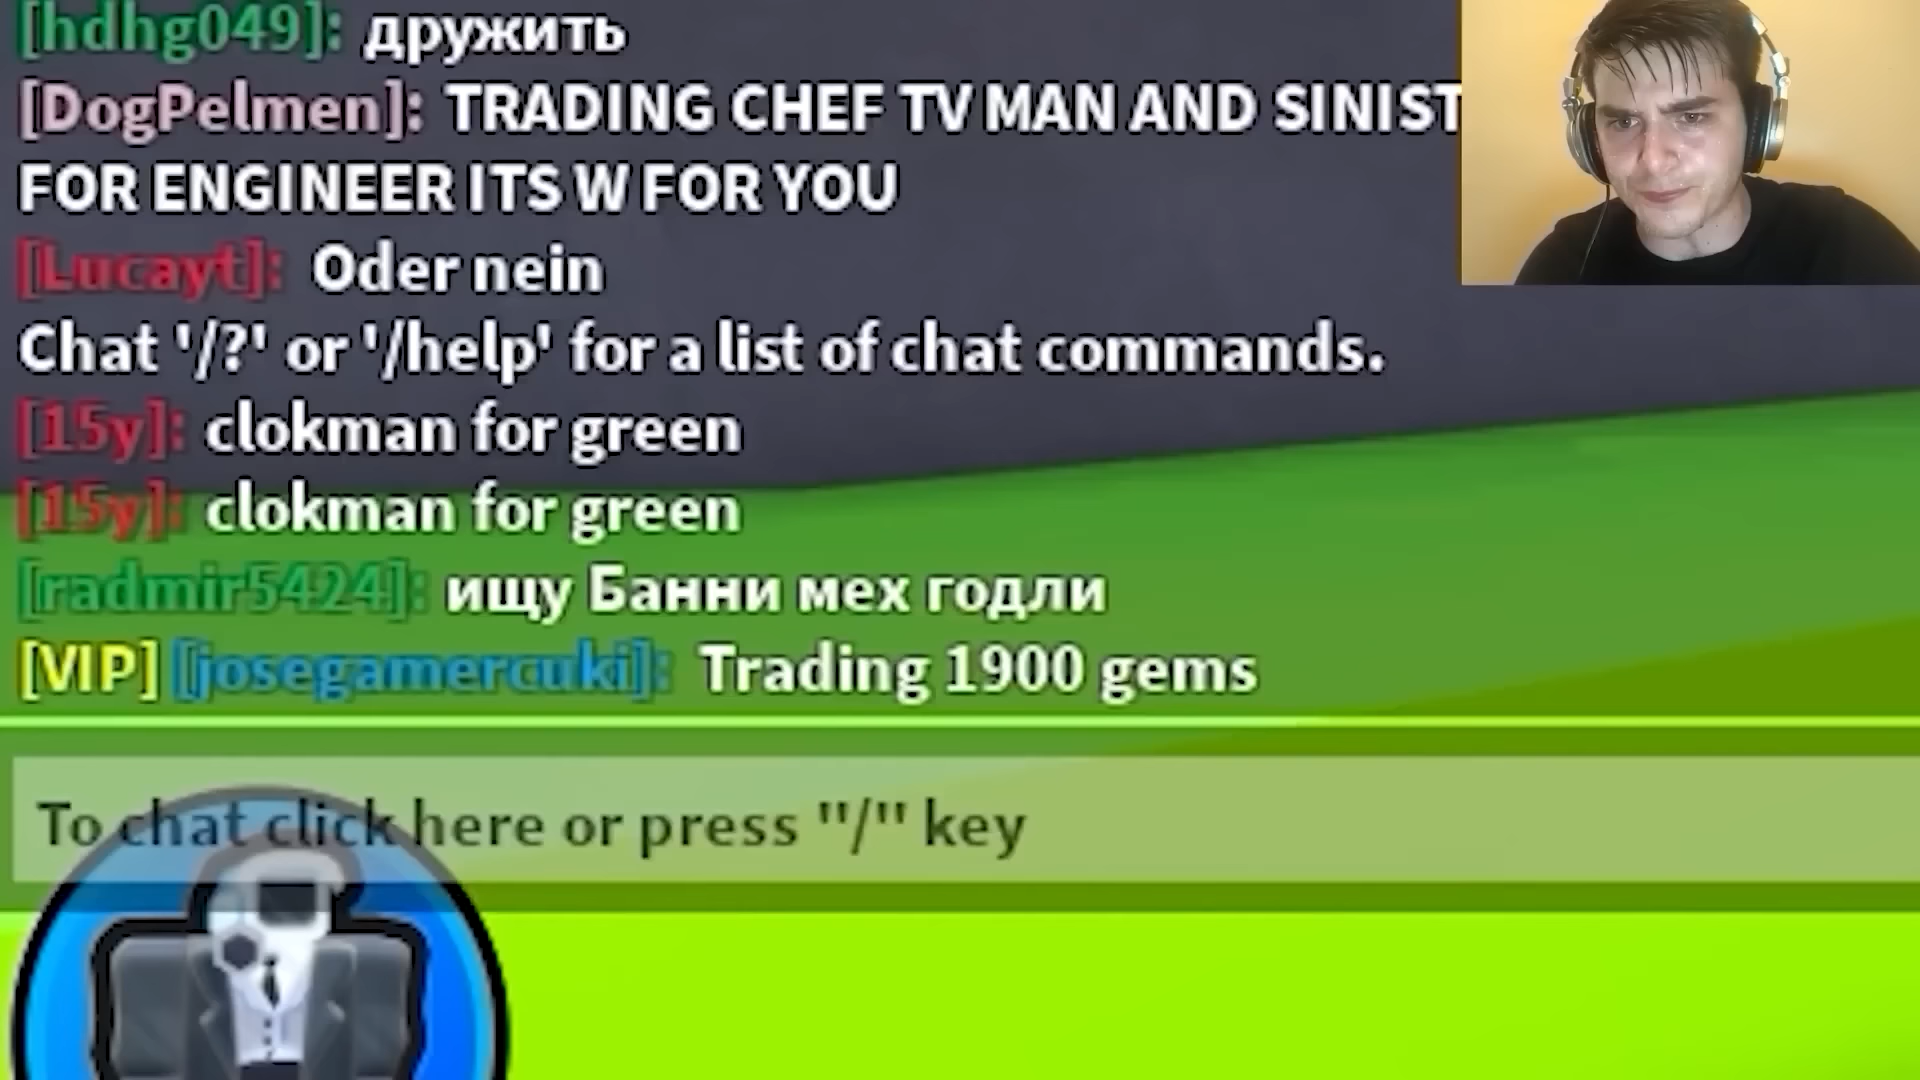 [hdhg049]: дружить
[DogPelmen]: TRADING CHEF TV MAN AND SINIST
FOR ENGINEER ITS W FOR YOU
[Lucayt]: Oder nein
Chat '/?' or '/help' for a list of chat commands.
[15y]: clokman for green
[15y]: clokman for green
[radmir5424]: ищу Банни мех годли
[VIP] [josegamercuki]: Trading 1900 gems
To chat click here or press "/" key